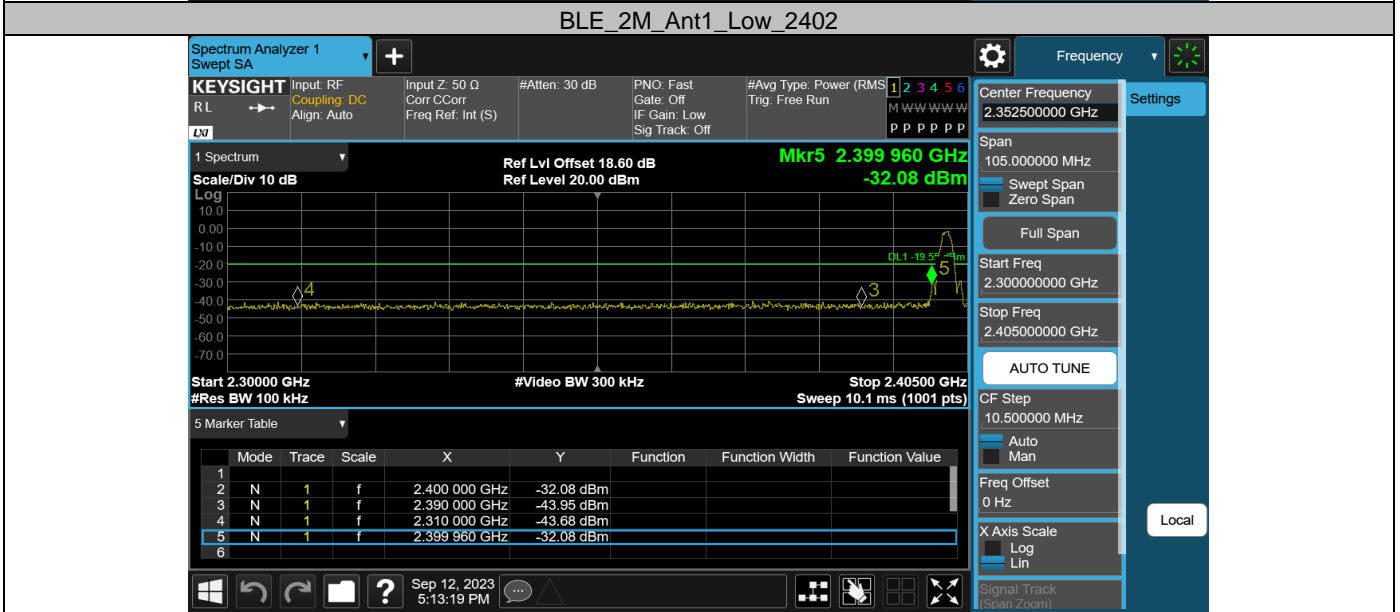 BLE_2M_Ant1_Low_2402
Spectrum Analyzer 1
Swept SA
Frequency
KEYSIGHT
R L
LXI
Input: RF
Coupling: DC
Align: Auto
Input Z: 50 Ω
Corr CCorr
Freq Ref: Int (S)
#Atten: 30 dB
PNO: Fast
Gate: Off
IF Gain: Low
Sig Track: Off
#Avg Type: Power (RMS
Trig: Free Run
1 2 3 4 5 6
M W W W W W
P P P P P P
1 Spectrum
Scale/Div 10 dB
Ref Lvl Offset 18.60 dB
Ref Level 20.00 dBm
Mkr5 2.399 960 GHz
-32.08 dBm
Log
10.0
0.00
-10.0
-20.0
-30.0
-40.0
-50.0
-60.0
-70.0
4
3
5
Start 2.30000 GHz
#Video BW 300 kHz
Stop 2.40500 GHz
#Res BW 100 kHz
Sweep 10.1 ms (1001 pts)
5 Marker Table
Mode Trace Scale X Y Function Function Width Function Value
1
2 N 1 f 2.400 000 GHz -32.08 dBm
3 N 1 f 2.390 000 GHz -43.95 dBm
4 N 1 f 2.310 000 GHz -43.68 dBm
5 N 1 f 2.399 960 GHz -32.08 dBm
6
Sep 12, 2023
5:13:19 PM
?
Center Frequency
2.352500000 GHz
Settings
Span
105.000000 MHz
Swept Span
Zero Span
Full Span
Start Freq
2.300000000 GHz
Stop Freq
2.405000000 GHz
AUTO TUNE
CF Step
10.500000 MHz
Auto
Man
Freq Offset
0 Hz
X Axis Scale
Log
Lin
Local
Signal Track
(Span Zoom)